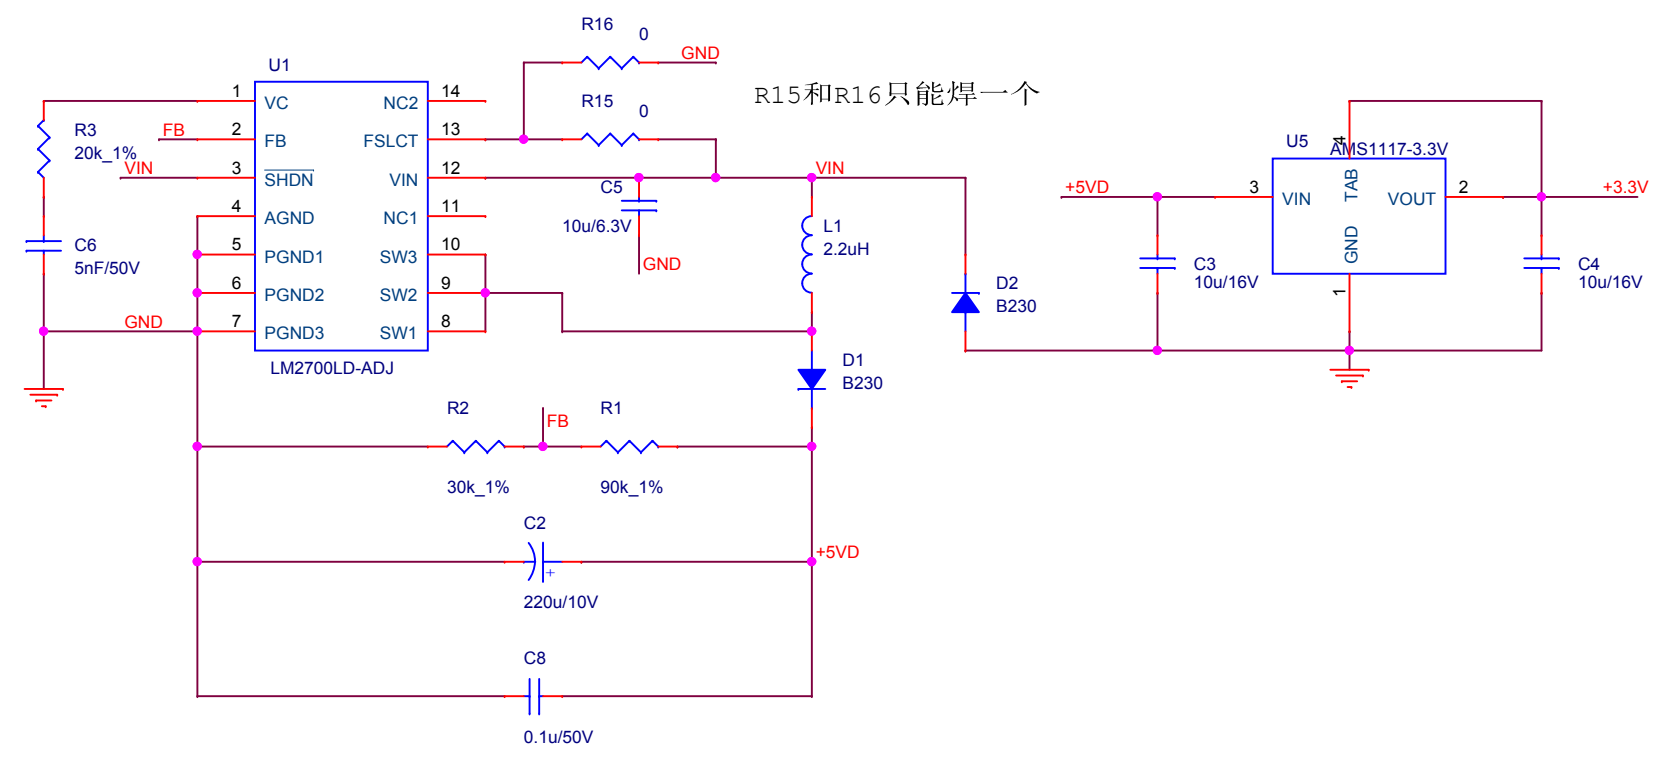 R16
0
GND
U1
R15和R16只能焊一个
R15
0
1
VC
NC2
14
R3
20k_1%
FB
2
FB
FSLCT
13
U5
4
AMS1117-3.3V
VIN
3
SHDN
VIN
12
VIN
C5
10u/6.3V
+5VD
3
VIN
TAB
VOUT
2
+3.3V
4
AGND
NC1
11
L1
2.2uH
C6
5nF/50V
5
PGND1
SW3
10
GND
GND
C3
10u/16V
C4
10u/16V
6
PGND2
SW2
9
D2
B230
1
GND
7
PGND3
SW1
8
LM2700LD-ADJ
D1
B230
R2
FB
R1
30k_1%
90k_1%
C2
+
+5VD
220u/10V
C8
0.1u/50V